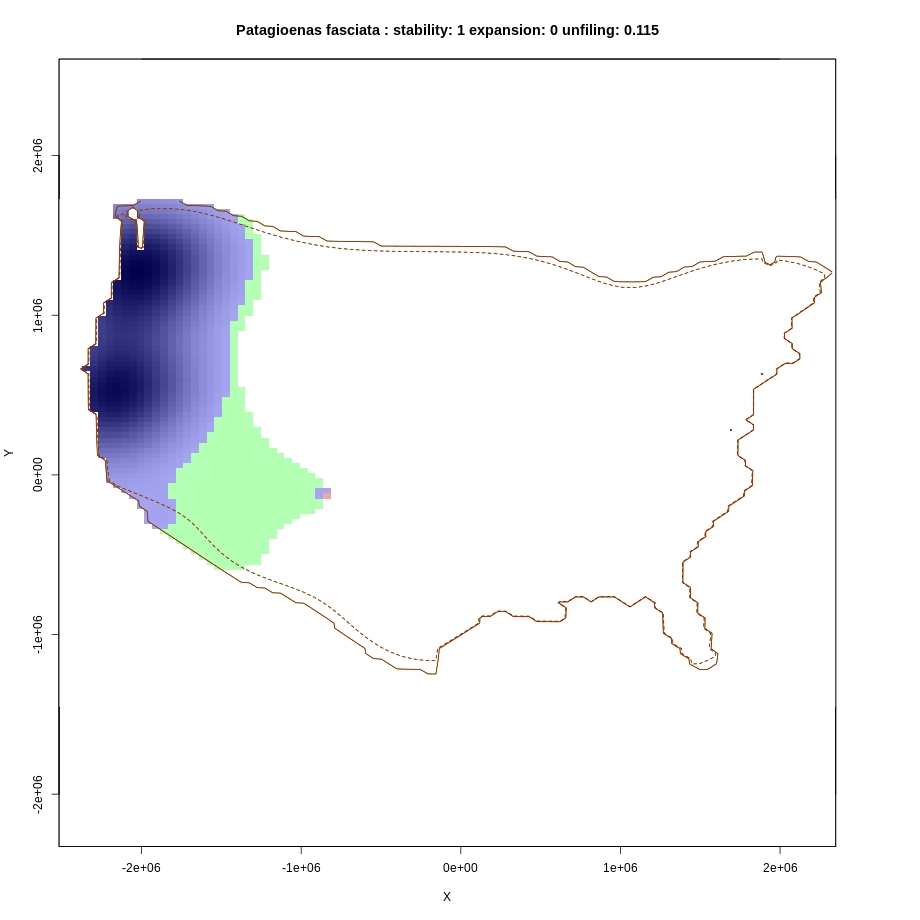 Patagioenas fasciata : stability: 1 expansion: 0 unfiling: 0.115
2e+06
1e+06
0e+00
-1e+06
-2e+06
Y
-2e+06 -1e+06 0e+00 1e+06 2e+06
X